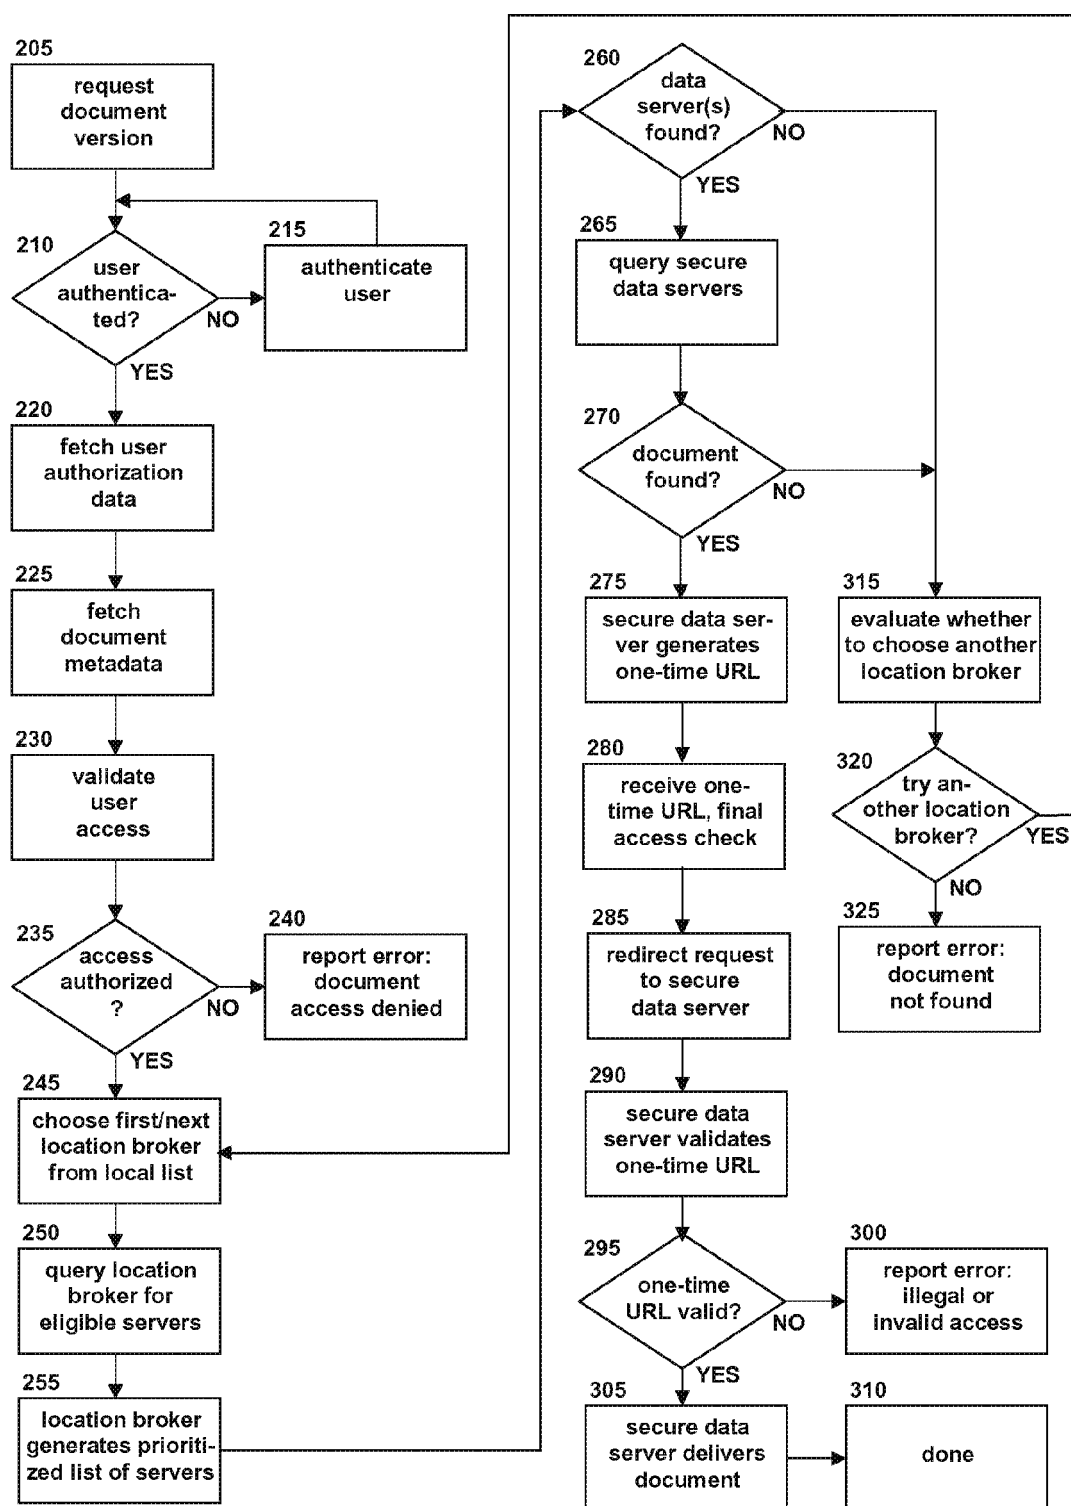 205
request
document
version
210
user
authentica-
ted?
NO
YES
215
authenticate
user
220
fetch user
authorization
data
225
fetch
document
metadata
230
validate
user
access
235
access
authorized
?
NO
YES
240
report error:
document
access denied
245
choose first/next
location broker
from local list
250
query location
broker for
eligible servers
255
location broker
generates prioriti-
zed list of servers
260
data
server(s)
found?
NO
YES
265
query secure
data servers
270
document
found?
NO
YES
275
secure data ser-
ver generates
one-time URL
280
receive one-
time URL, final
access check
285
redirect request
to secure
data server
290
secure data
server validates
one-time URL
295
one-time
URL valid?
NO
YES
300
report error:
illegal or
invalid access
305
secure data
server delivers
document
310
done
315
evaluate whether
to choose another
location broker
320
try an-
other location
broker?
YES
NO
325
report error:
document
not found